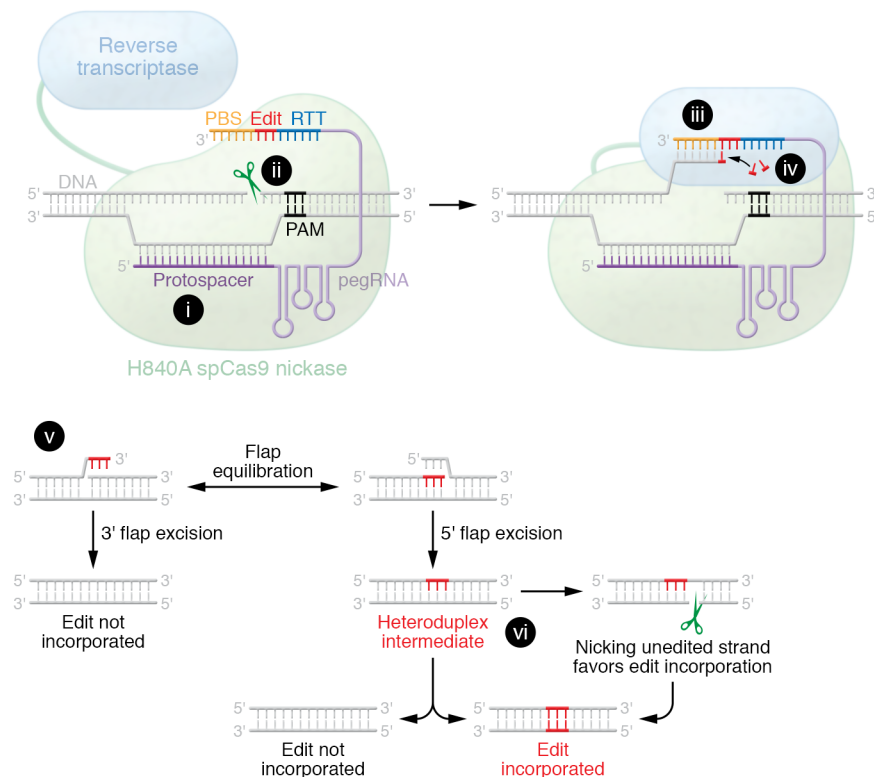 Reverse
transcriptase
PBS Edit RTT
3'
ii
DNA
5' 3'
3' 5'
PAM
5'
Protospacer
pegRNA
i
H840A spCas9 nickase
iii
3'
iv
5' 3'
3' 5'
5'
v
3'
5' 3'
3' 5'
Flap
equilibration
5' 3'
3' 5'
3' flap excision
5' flap excision
5' 3'
3' 5'
Edit not
incorporated
5' 3'
3' 5'
Heteroduplex
intermediate
vi
5' 3'
3' 5'
Nicking unedited strand
favors edit incorporation
5' 3'
3' 5'
Edit not
incorporated
5' 3'
3' 5'
Edit
incorporated